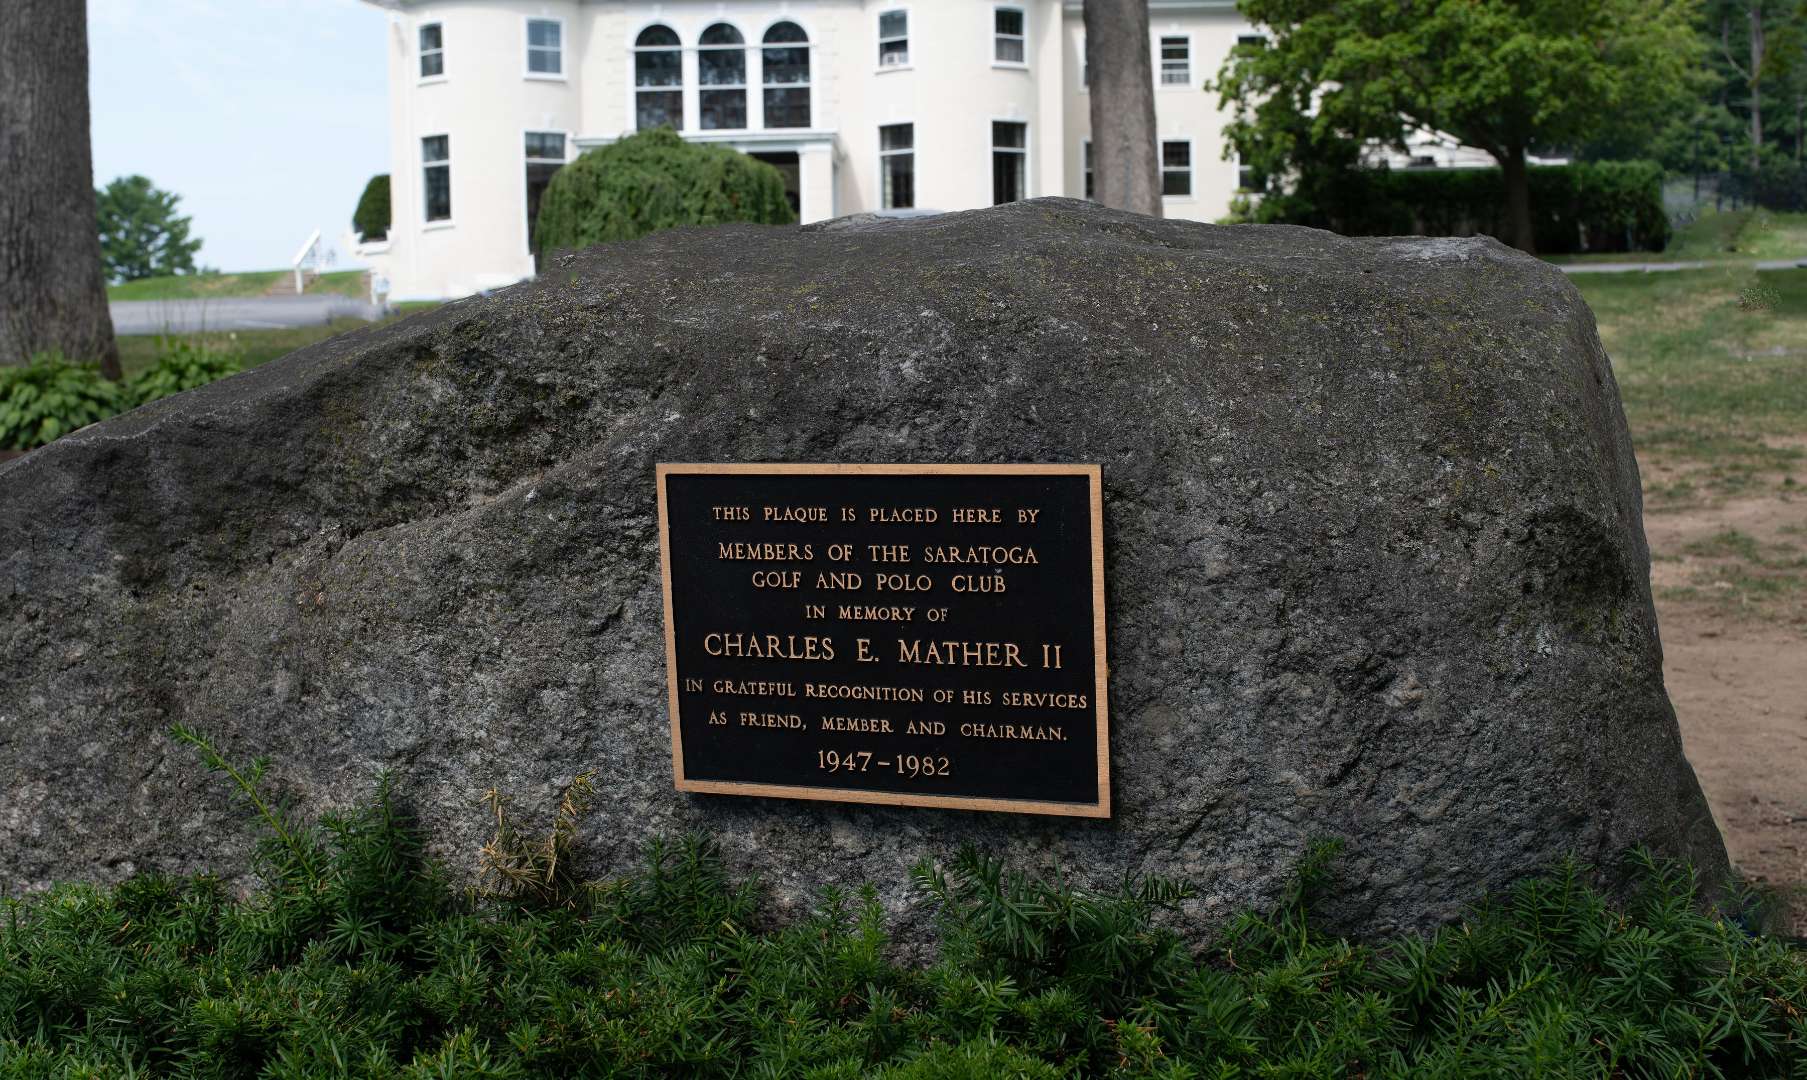 THIS PLAQUE IS PLACED HERE BY
MEMBERS OF THE SARATOGA
GOLF AND POLO CLUB
IN MEMORY OF
CHARLES E. MATHER II
IN GRATEFUL RECOGNITION OF HIS SERVICES
AS FRIEND, MEMBER AND CHAIRMAN.
1947-1982